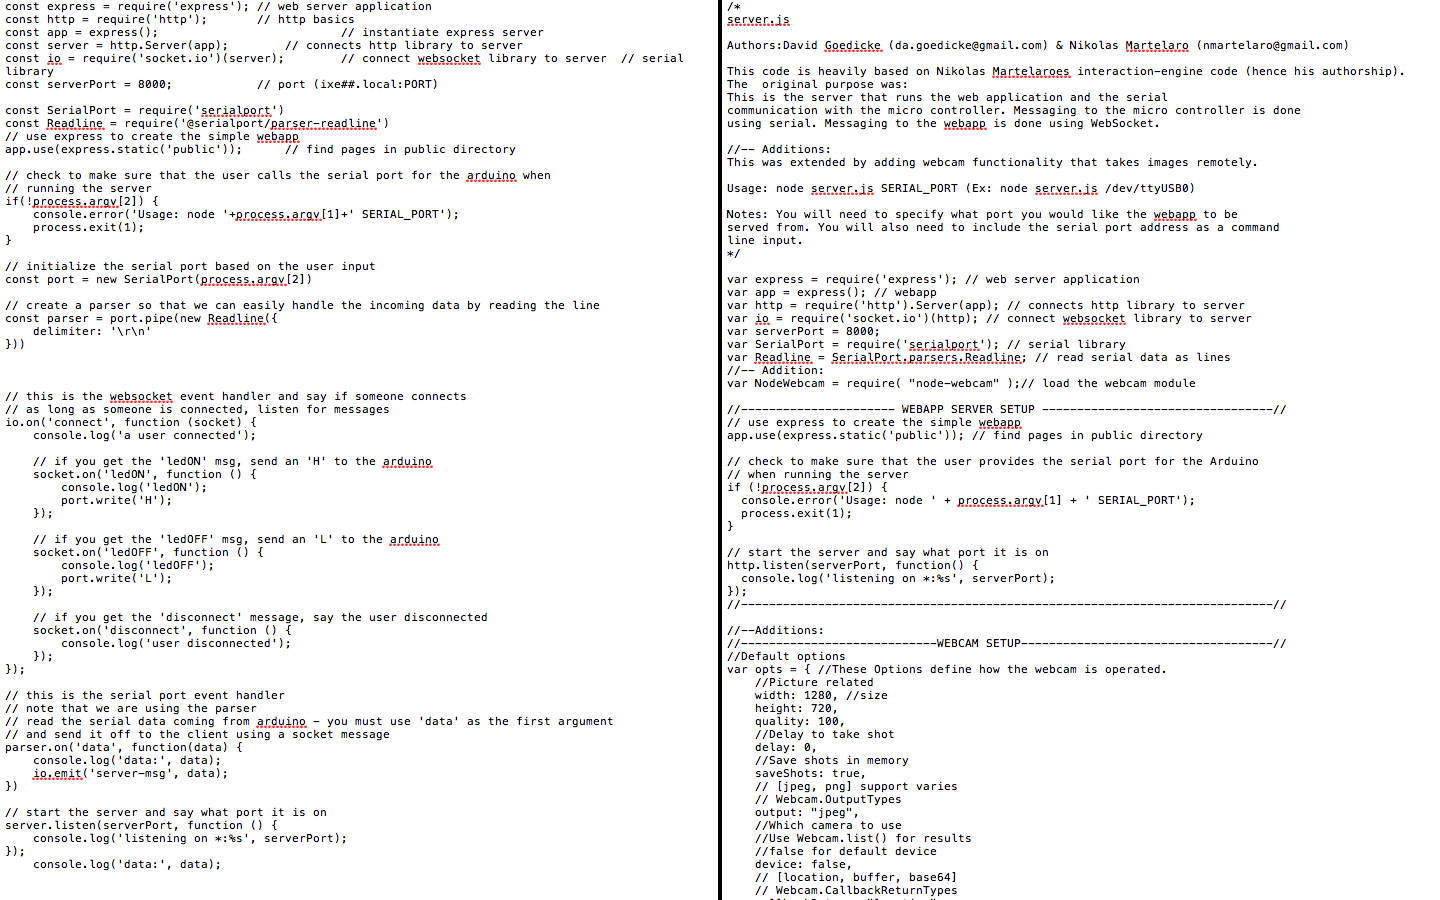 const express = require('express'); // web server application
const http = require('http');       // http basics
const app = express();                          // instantiate express server
const server = http.Server(app);        // connects http library to server
const io = require('socket.io')(server);        // connect websocket library to server  // serial
library
const serverPort = 8000;            // port (ixe##.local:PORT)
const SerialPort = require('serialport')
const Readline = require('@serialport/parser-readline')
// use express to create the simple webapp
app.use(express.static('public'));      // find pages in public directory
// check to make sure that the user calls the serial port for the arduino when
// running the server
if(!process.argv[2]) {
    console.error('Usage: node '+process.argv[1]+' SERIAL_PORT');
    process.exit(1);
}
// initialize the serial port based on the user input
const port = new SerialPort(process.argv[2])
// create a parser so that we can easily handle the incoming data by reading the line
const parser = port.pipe(new Readline({
    delimiter: '\r\n'
}))
// this is the websocket event handler and say if someone connects
// as long as someone is connected, listen for messages
io.on('connect', function (socket) {
    console.log('a user connected');
    // if you get the 'ledON' msg, send an 'H' to the arduino
    socket.on('ledON', function () {
        console.log('ledON');
        port.write('H');
    });
    // if you get the 'ledOFF' msg, send an 'L' to the arduino
    socket.on('ledOFF', function () {
        console.log('ledOFF');
        port.write('L');
    });
    // if you get the 'disconnect' message, say the user disconnected
    socket.on('disconnect', function () {
        console.log('user disconnected');
    });
});
// this is the serial port event handler
// note that we are using the parser
// read the serial data coming from arduino - you must use 'data' as the first argument
// and send it off to the client using a socket message
parser.on('data', function(data) {
    console.log('data:', data);
    io.emit('server-msg', data);
})
// start the server and say what port it is on
server.listen(serverPort, function () {
    console.log('listening on *:%s', serverPort);
});
    console.log('data:', data);
/*
server.js
Authors:David Goedicke (da.goedicke@gmail.com) & Nikolas Martelaro (nmartelaro@gmail.com)
This code is heavily based on Nikolas Martelaroes interaction-engine code (hence his authorship).
The  original purpose was:
This is the server that runs the web application and the serial
communication with the micro controller. Messaging to the micro controller is done
using serial. Messaging to the webapp is done using WebSocket.
//-- Additions:
This was extended by adding webcam functionality that takes images remotely.
Usage: node server.js SERIAL_PORT (Ex: node server.js /dev/ttyUSB0)
Notes: You will need to specify what port you would like the webapp to be
served from. You will also need to include the serial port address as a command
line input.
*/
var express = require('express'); // web server application
var app = express(); // webapp
var http = require('http').Server(app); // connects http library to server
var io = require('socket.io')(http); // connect websocket library to server
var serverPort = 8000;
var SerialPort = require('serialport'); // serial library
var Readline = SerialPort.parsers.Readline; // read serial data as lines
//-- Addition:
var NodeWebcam = require( "node-webcam" );// load the webcam module
//---------------------- WEBAPP SERVER SETUP ---------------------------------//
// use express to create the simple webapp
app.use(express.static('public')); // find pages in public directory
// check to make sure that the user provides the serial port for the Arduino
// when running the server
if (!process.argv[2]) {
  console.error('Usage: node ' + process.argv[1] + ' SERIAL_PORT');
  process.exit(1);
}
// start the server and say what port it is on
http.listen(serverPort, function() {
  console.log('listening on *:%s', serverPort);
});
//----------------------------------------------------------------------------//
//--Additions:
//----------------------------WEBCAM SETUP------------------------------------//
//Default options
var opts = { //These Options define how the webcam is operated.
    //Picture related
    width: 1280, //size
    height: 720,
    quality: 100,
    //Delay to take shot
    delay: 0,
    //Save shots in memory
    saveShots: true,
    // [jpeg, png] support varies
    // Webcam.OutputTypes
    output: "jpeg",
    //Which camera to use
    //Use Webcam.list() for results
    //false for default device
    device: false,
    // [location, buffer, base64]
    // Webcam.CallbackReturnTypes